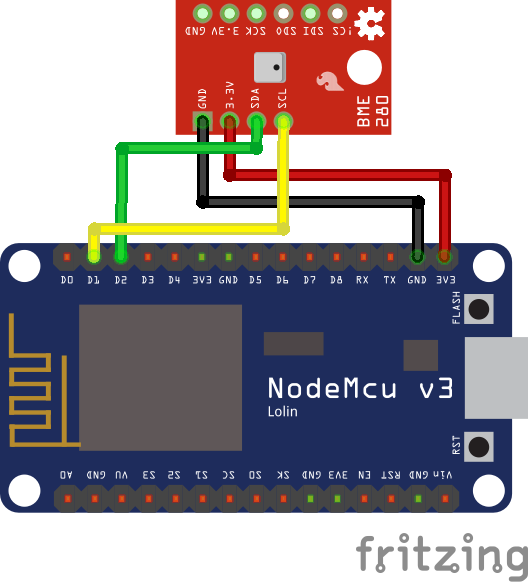 GND 3.3V SCK SDO SDI !CS
GND 3.3V SDA SCL
BME
280
D0 D1 D2 D3 D4 3V3 GND D5 D6 D7 D8 RX TX GND 3V3
FLASH
NodeMcu v3
Lolin
RST
A0 GND VU S3 S2 S1 SC SO SK GND 3V3 EN RST GND Vin
fritzing